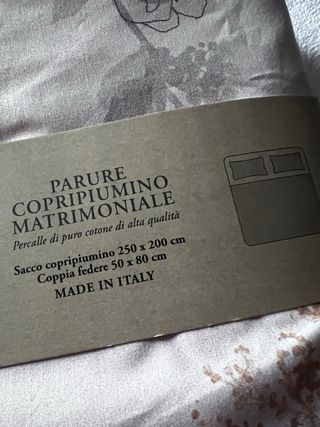 PARURE
COPRIPIUMINO
MATRIMONIALE
Percalle di puro cotone di alta qualità
Sacco copripiumino 250 x 200 cm
Coppia federe 50 x 80 cm
MADE IN ITALY